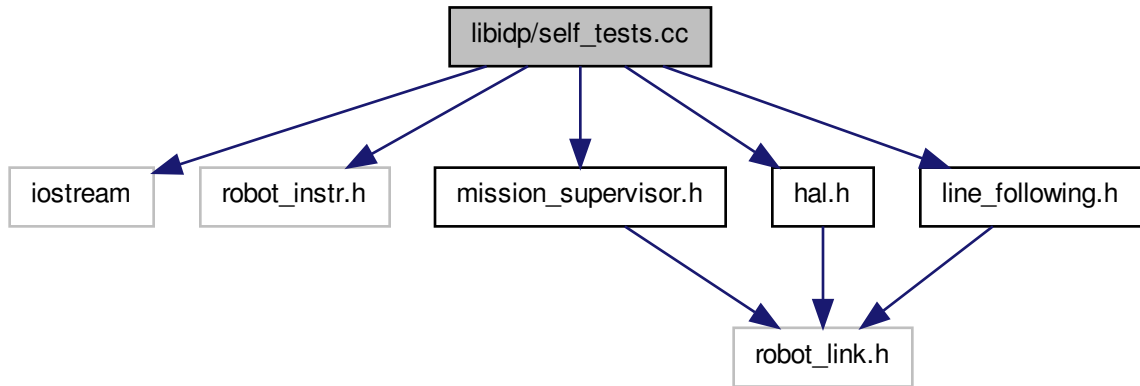 libidp/self_tests.cc
iostream
robot_instr.h
mission_supervisor.h
hal.h
line_following.h
robot_link.h